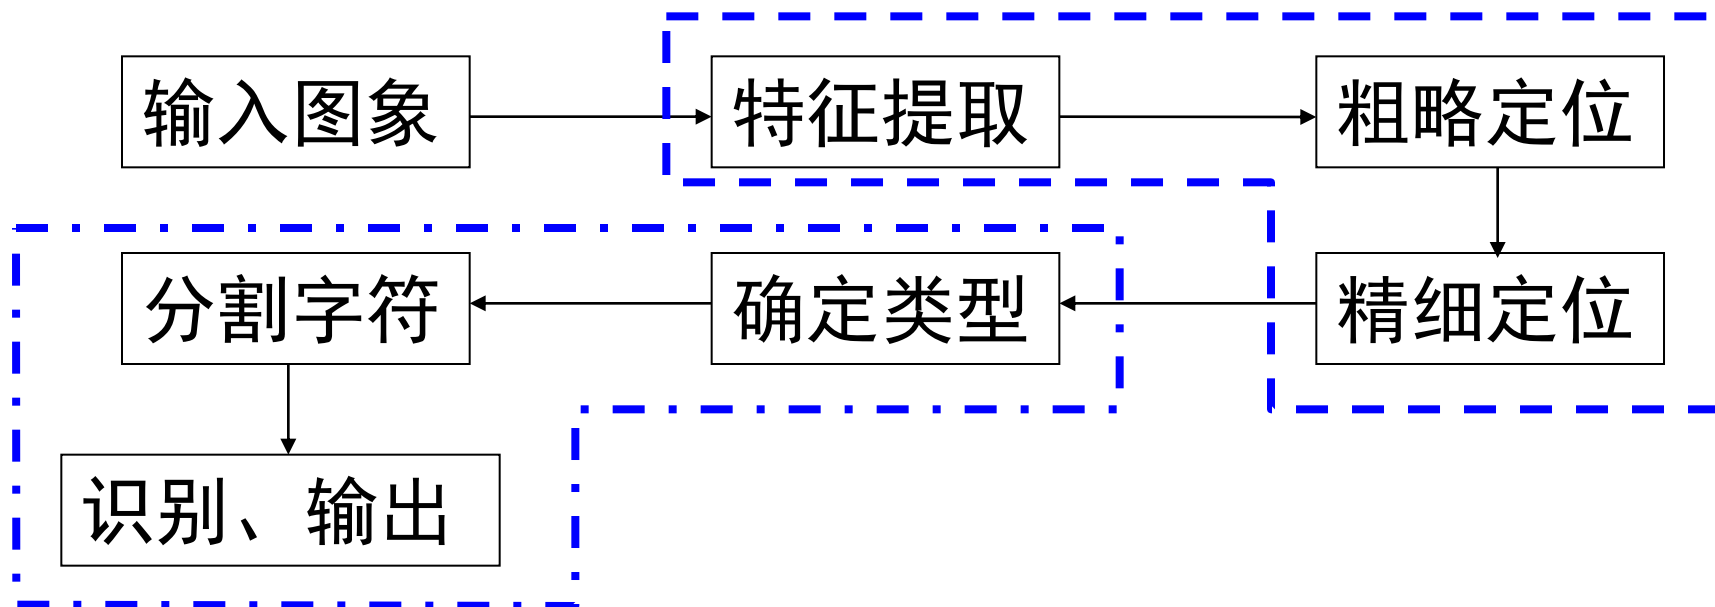 输入图象
特征提取
粗略定位
精细定位
确定类型
分割字符
识别、输出